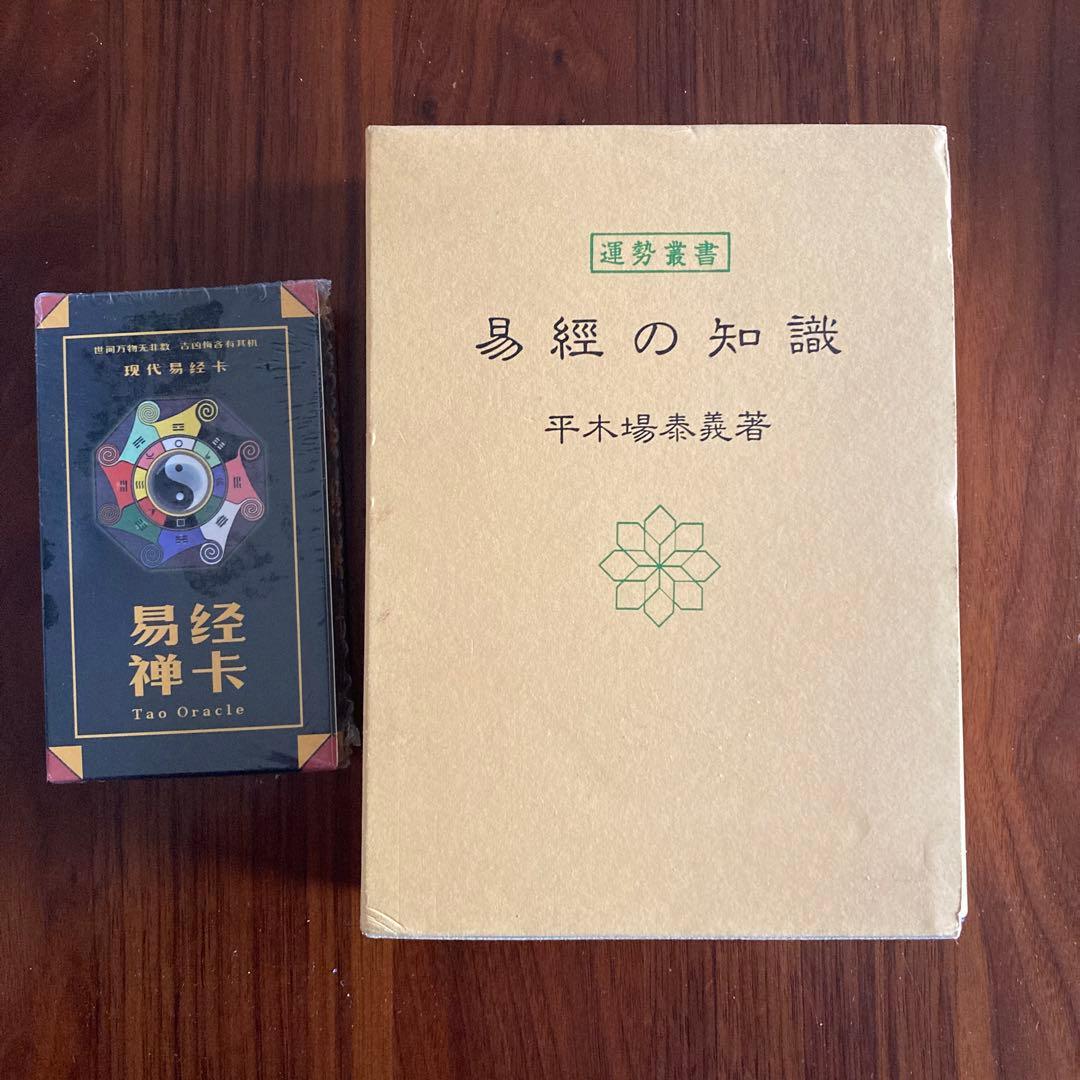 世间万物无非数 吉凶悔吝有其机
现代易经卡
易经
禅卡
Tao Oracle
運勢叢書
易經の知識
平木場泰義著